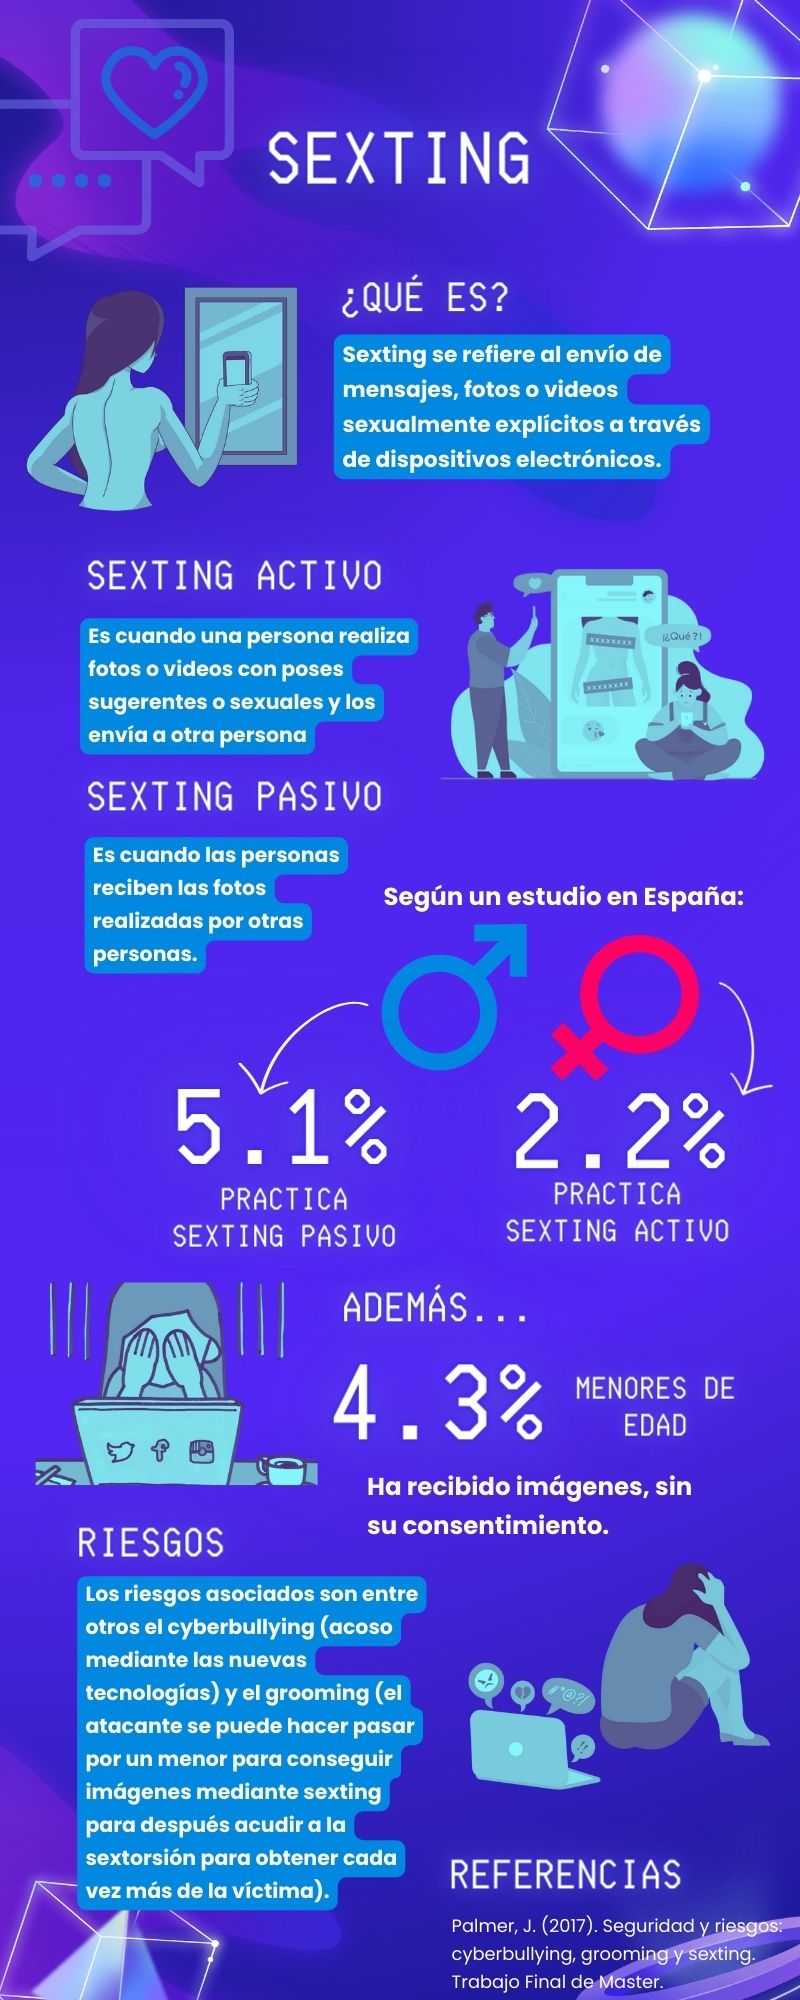 SEXTING
¿QUÉ ES?
Sexting se refiere al envío de
mensajes, fotos o videos
sexualmente explícitos a través
de dispositivos electrónicos.
SEXTING ACTIVO
Es cuando una persona realiza
fotos o videos con poses
sugerentes o sexuales y los
envía a otra persona
XXXXXXXX
¡¿Qué?!
XXXXXXXX
SEXTING PASIVO
Es cuando las personas
reciben las fotos
realizadas por otras
personas.
Según un estudio en España:
5.1%
PRACTICA
SEXTING PASIVO
2.2%
PRACTICA
SEXTING ACTIVO
ADEMÁS...
4.3%
MENORES DE
EDAD
Ha recibido imágenes, sin
su consentimiento.
RIESGOS
Los riesgos asociados son entre
otros el cyberbullying (acoso
mediante las nuevas
tecnologías) y el grooming (el
atacante se puede hacer pasar
por un menor para conseguir
imágenes mediante sexting
para después acudir a la
sextorsión para obtener cada
vez más de la víctima).
#*@?!
!!
REFERENCIAS
Palmer, J. (2017). Seguridad y riesgos:
cyberbullying, grooming y sexting.
Trabajo Final de Master.